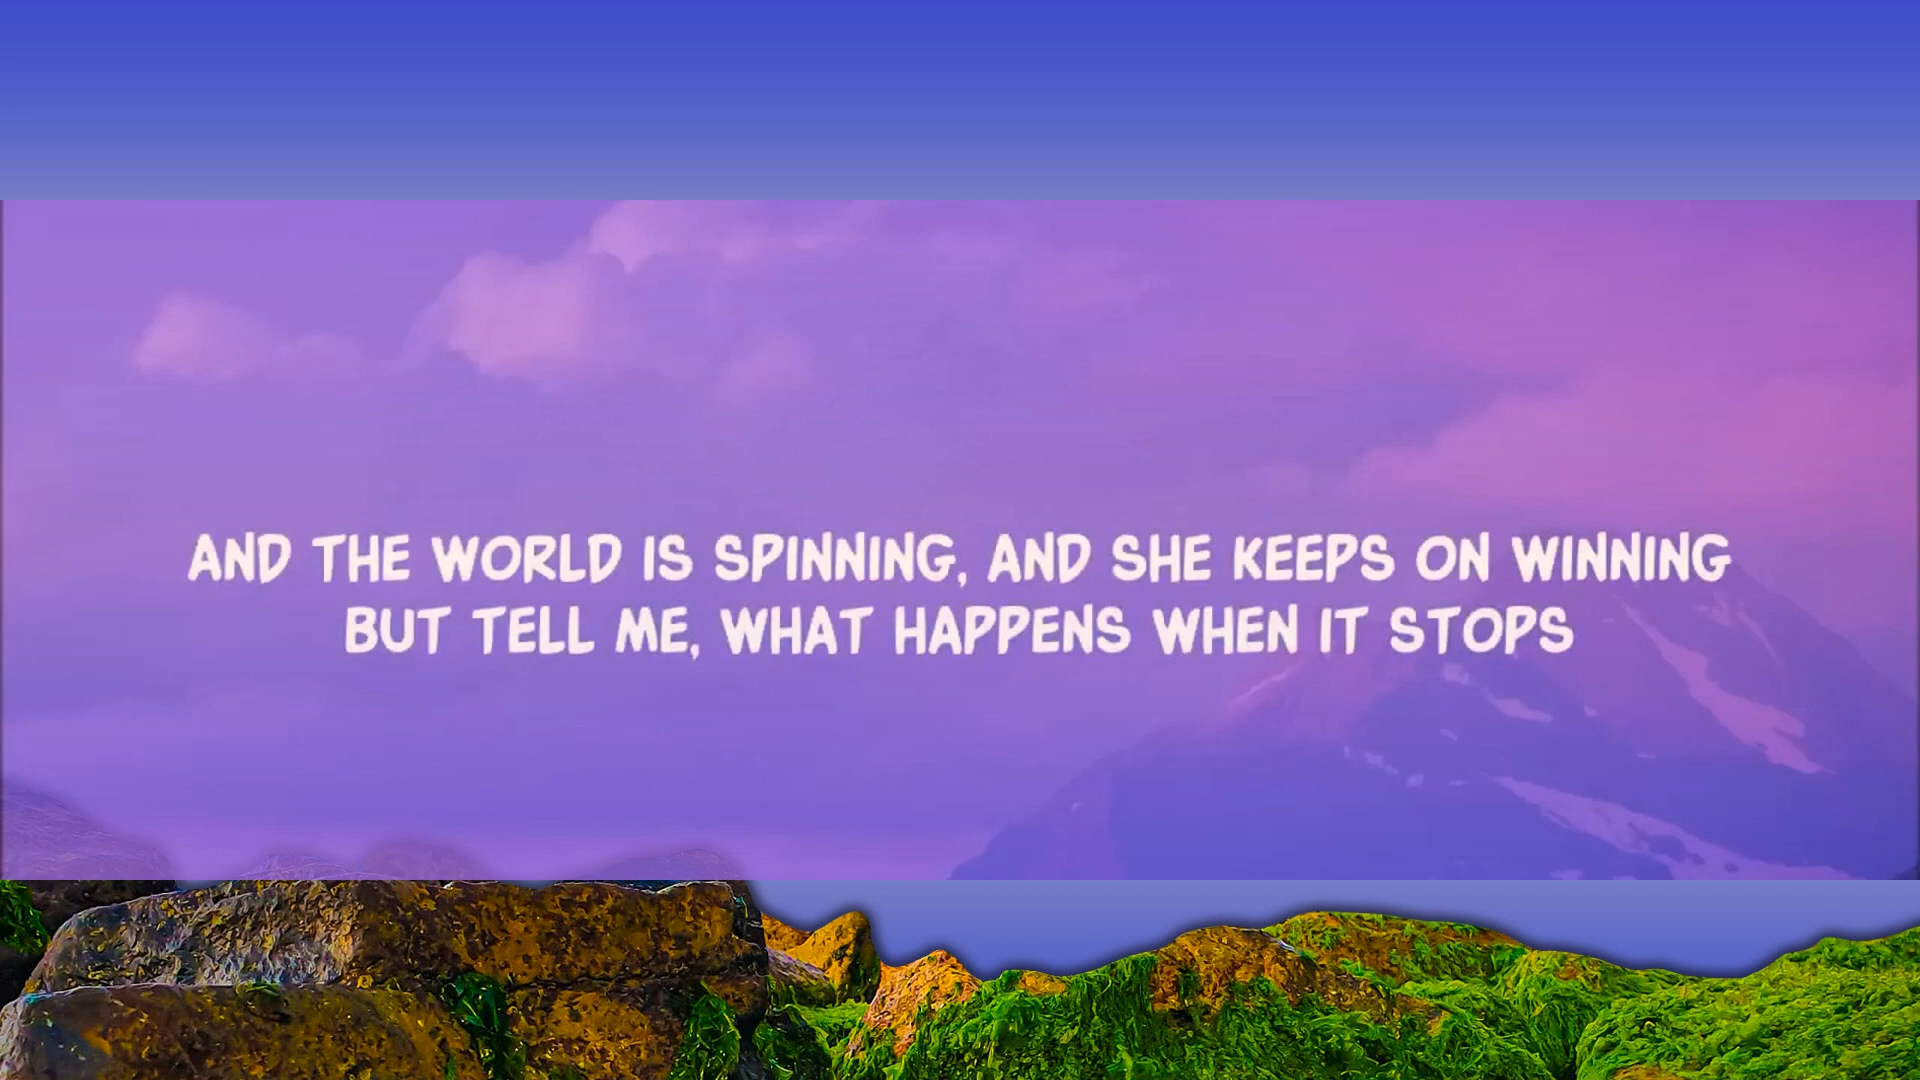 AND THE WORLD IS SPINNING, AND SHE KEEPS ON WINNING
BUT TELL ME, WHAT HAPPENS WHEN IT STOPS